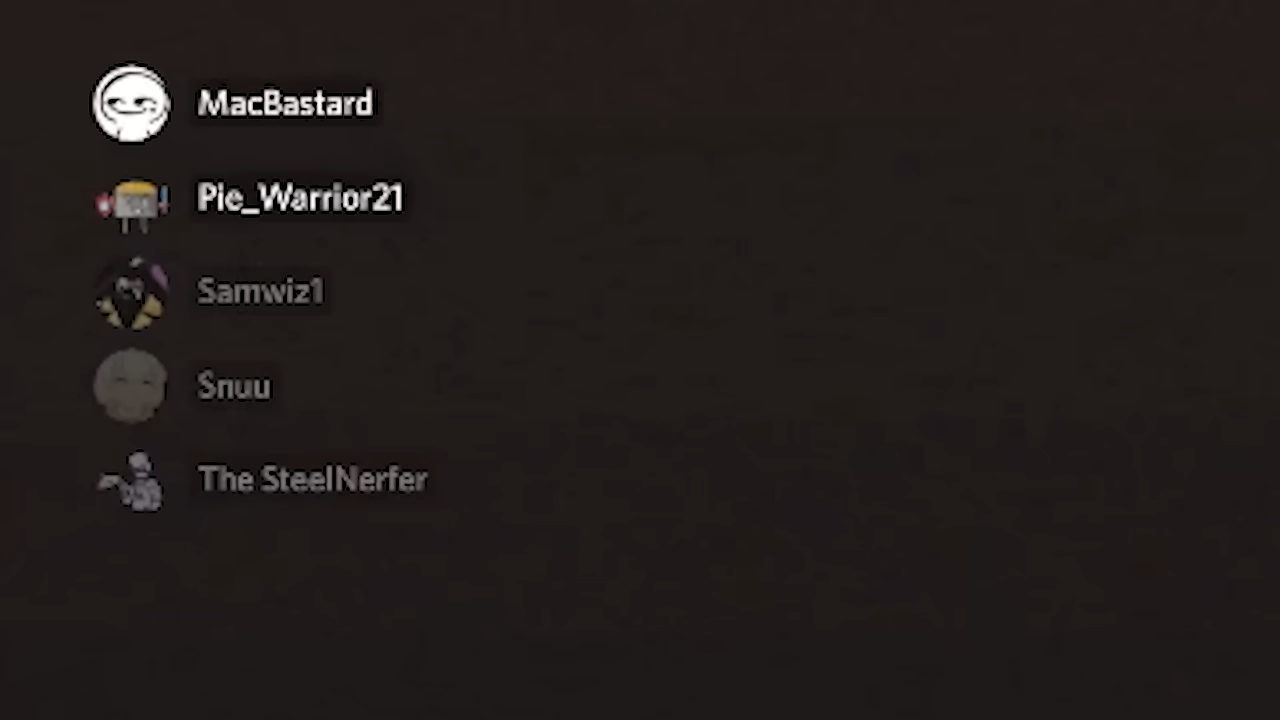 MacBastard
Pie_Warrior21
Samwiz1
Snuu
The SteelNerfer